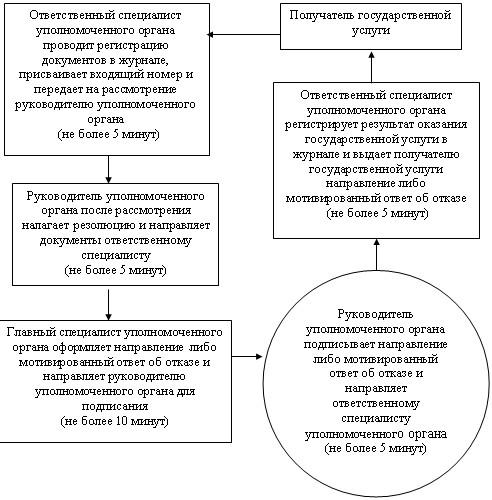 Получатель государственной
услуги
Ответственный специалист
уполномоченного органа
проводит регистрацию
документов в журнале,
присваивает входящий номер и
передает на рассмотрение
руководителю уполномоченного
органа
(не более 5 минут)
Руководитель уполномоченного
органа после рассмотрения
налагает резолюцию и направляет
документы ответственному
специалисту
(не более 5 минут)
Главный специалист уполномоченного
органа оформляет направление либо
мотивированный ответ об отказе и
направляет руководителю
уполномоченного органа для
подписания
(не более 10 минут)
Руководитель
уполномоченного органа
подписывает направление
либо мотивированный
ответ об отказе и
направляет
ответственному
специалисту
уполномоченного органа
(не более 5 минут)
Ответственный специалист
уполномоченного органа
регистрирует результат оказания
государственной услуги в
журнале и выдает получателю
государственной услуги
направление либо
мотивированный ответ об отказе
(не более 5 минут)